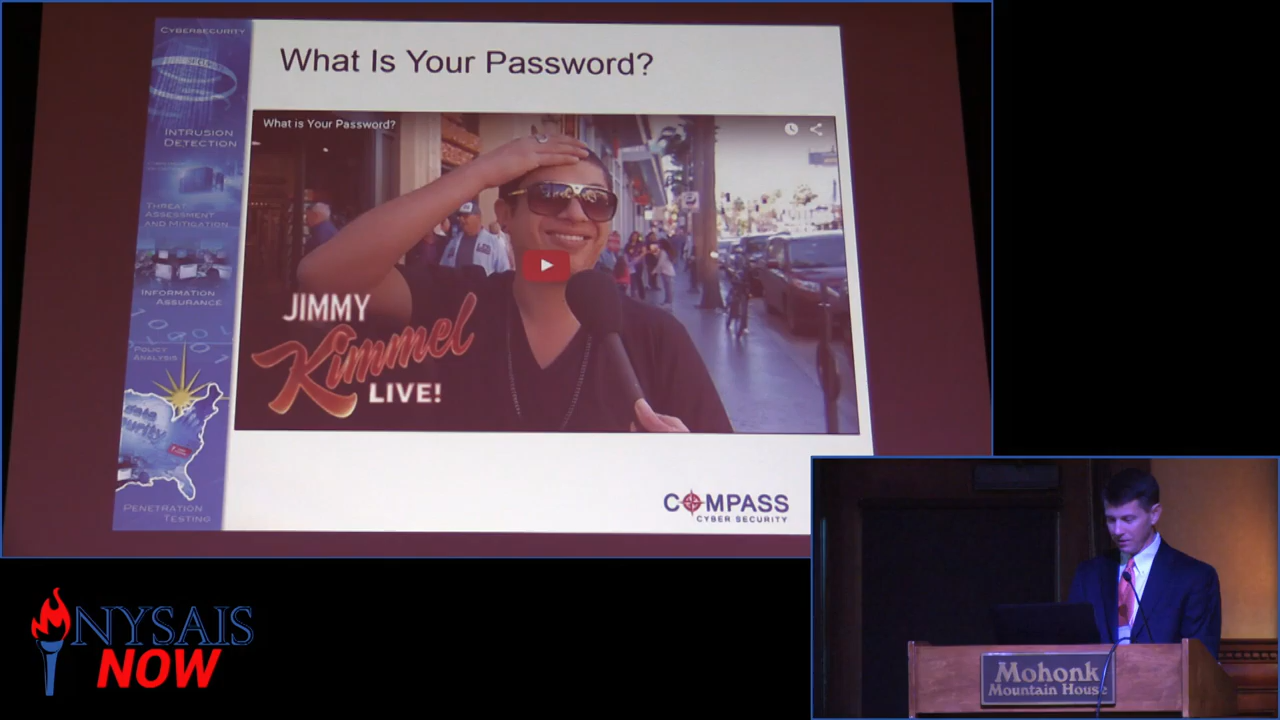 CYBERSECURITY
INTRUSION
DETECTION
THREAT
ASSESSMENT
AND MITIGATION
INFORMATION
ASSURANCE
POLICY
ANALYSIS
PENETRATION
TESTING
What Is Your Password?
What is Your Password?
JIMMY
Kimmel
LIVE!
COMPASS
CYBER SECURITY
NYSAIS
NOW
Mohonk
Mountain House